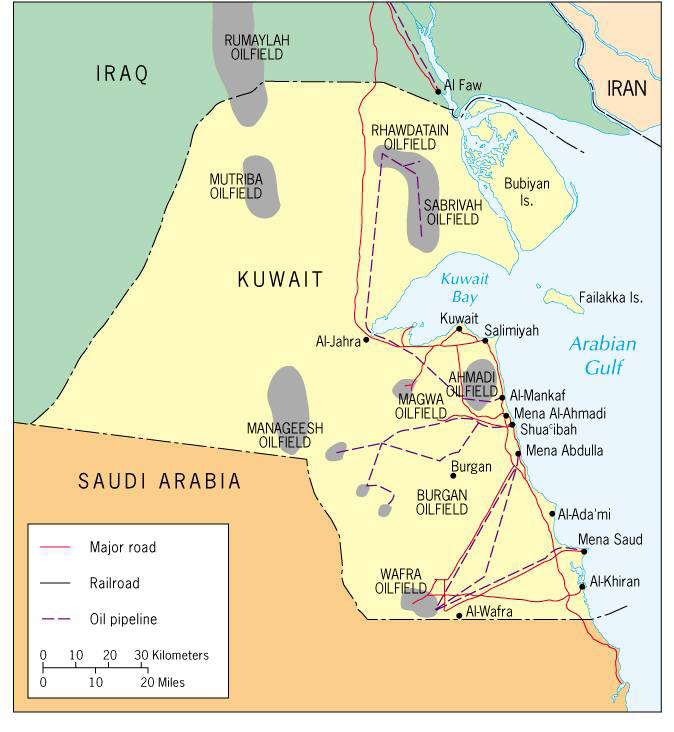 RUMAYLAH
OILFIELD
IRAQ
IRAN
Al Faw
RHAWDATAIN
OILFIELD
MUTRIBA
OILFIELD
Bubiyan
Is.
SABRIVAH
OILFIELD
KUWAIT
Kuwait
Bay
Failakka Is.
Kuwait
Salimiyah
Al-Jahra
Arabian
Gulf
AHMADI
OILFIELD
Al-Mankaf
MAGWA
OILFIELD
Mena Al-Ahmadi
Shuaʿibah
MANAGEESH
OILFIELD
Mena Abdulla
Burgan
SAUDI ARABIA
BURGAN
OILFIELD
Al-Ada'mi
Mena Saud
WAFRA
OILFIELD
Al-Khiran
Al-Wafra
Major road
Railroad
Oil pipeline
0 10 20 30 Kilometers
0 10 20 Miles